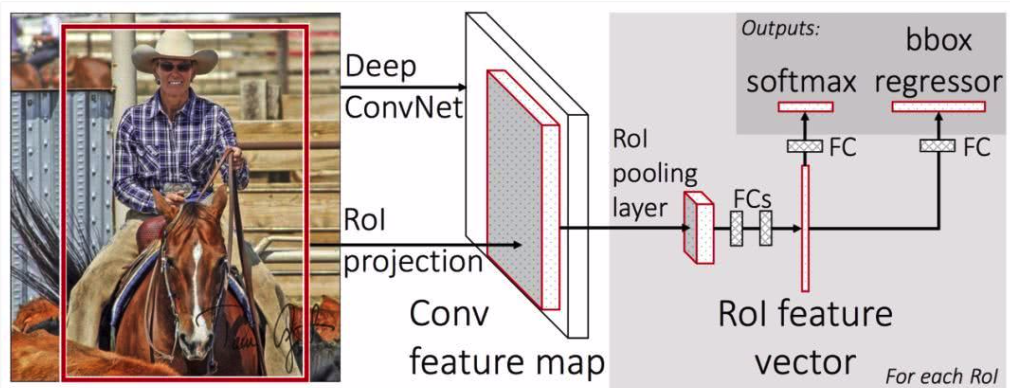 Deep
ConvNet
RoI
projection
Conv
feature map
RoI
pooling
layer
FCs
RoI feature
vector
Outputs:
softmax
bbox
regressor
FC
FC
For each RoI